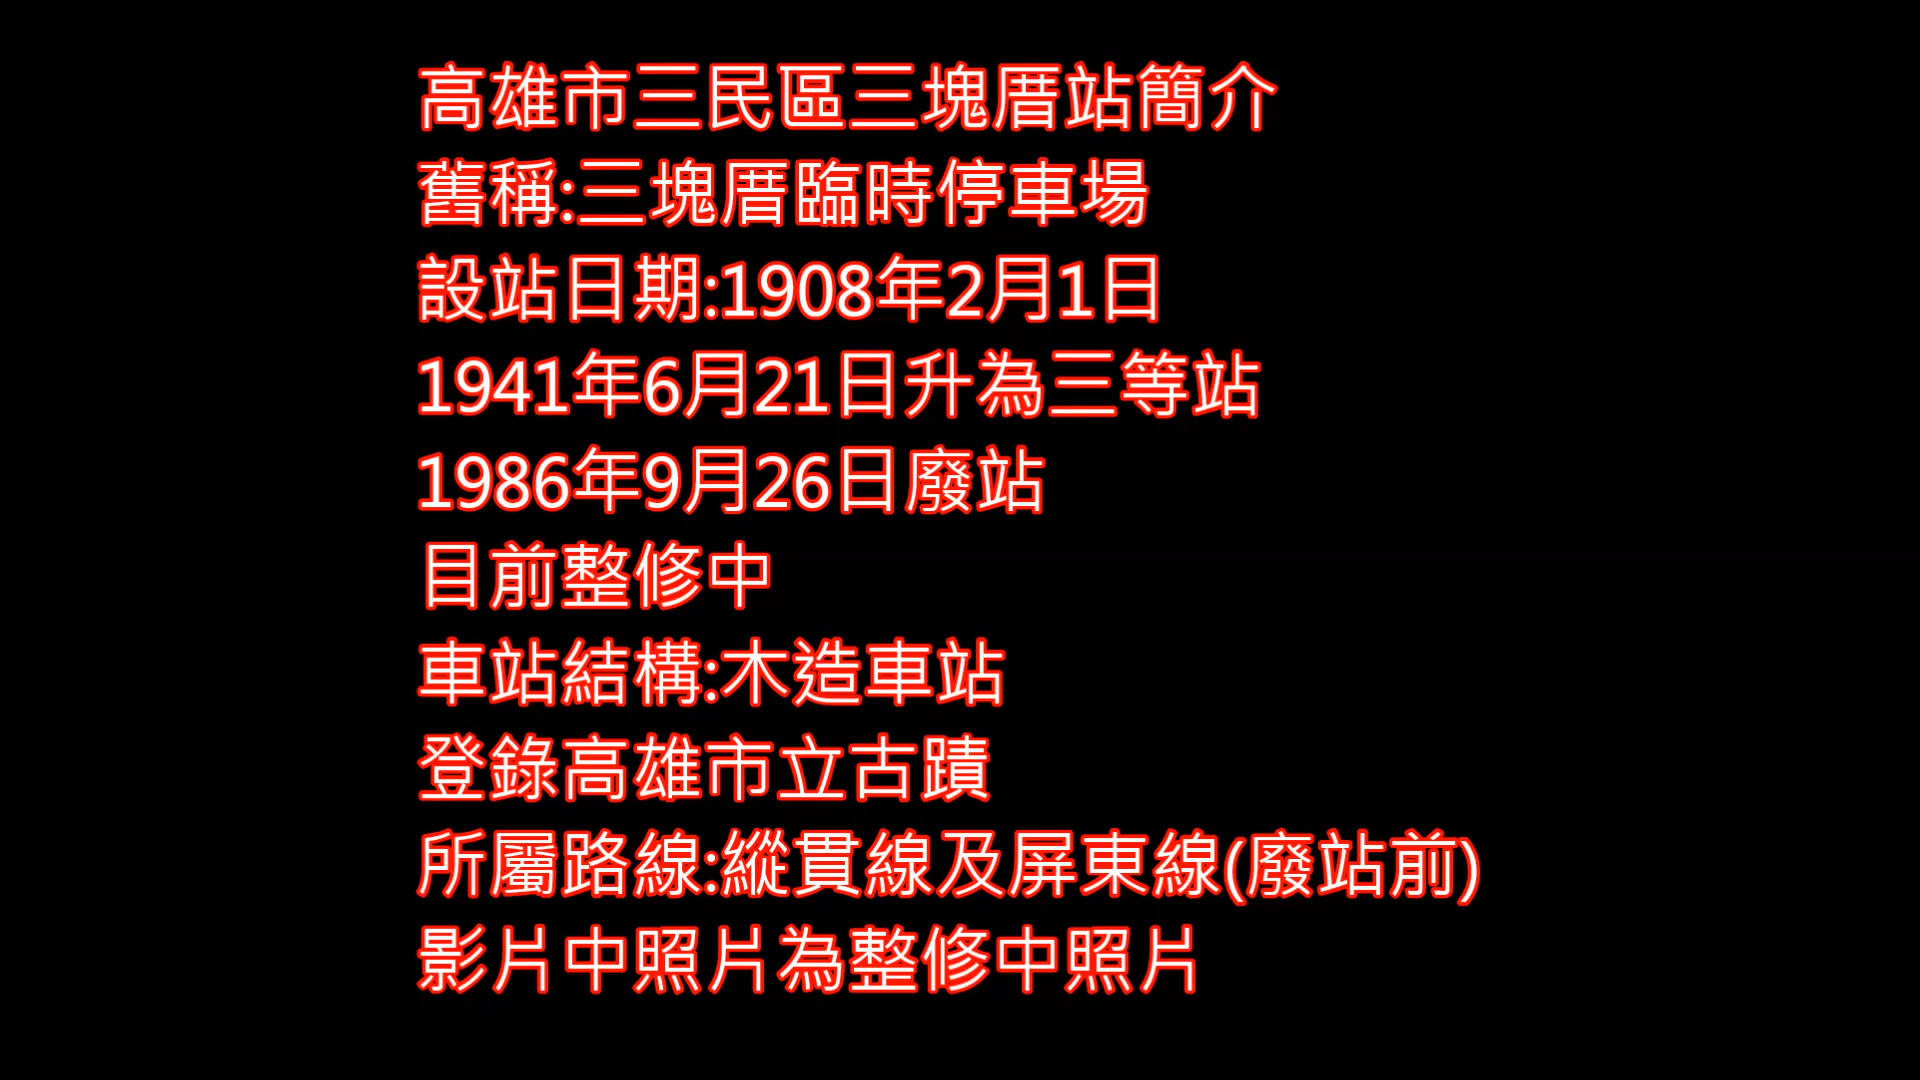 高雄市三民區三塊厝站簡介
舊稱:三塊厝臨時停車場
設站日期:1908年2月1日
1941年6月21日升為三等站
1986年9月26日廢站
目前整修中
車站結構:木造車站
登錄高雄市立古蹟
所屬路線:縱貫線及屏東線(廢站前)
影片中照片為整修中照片